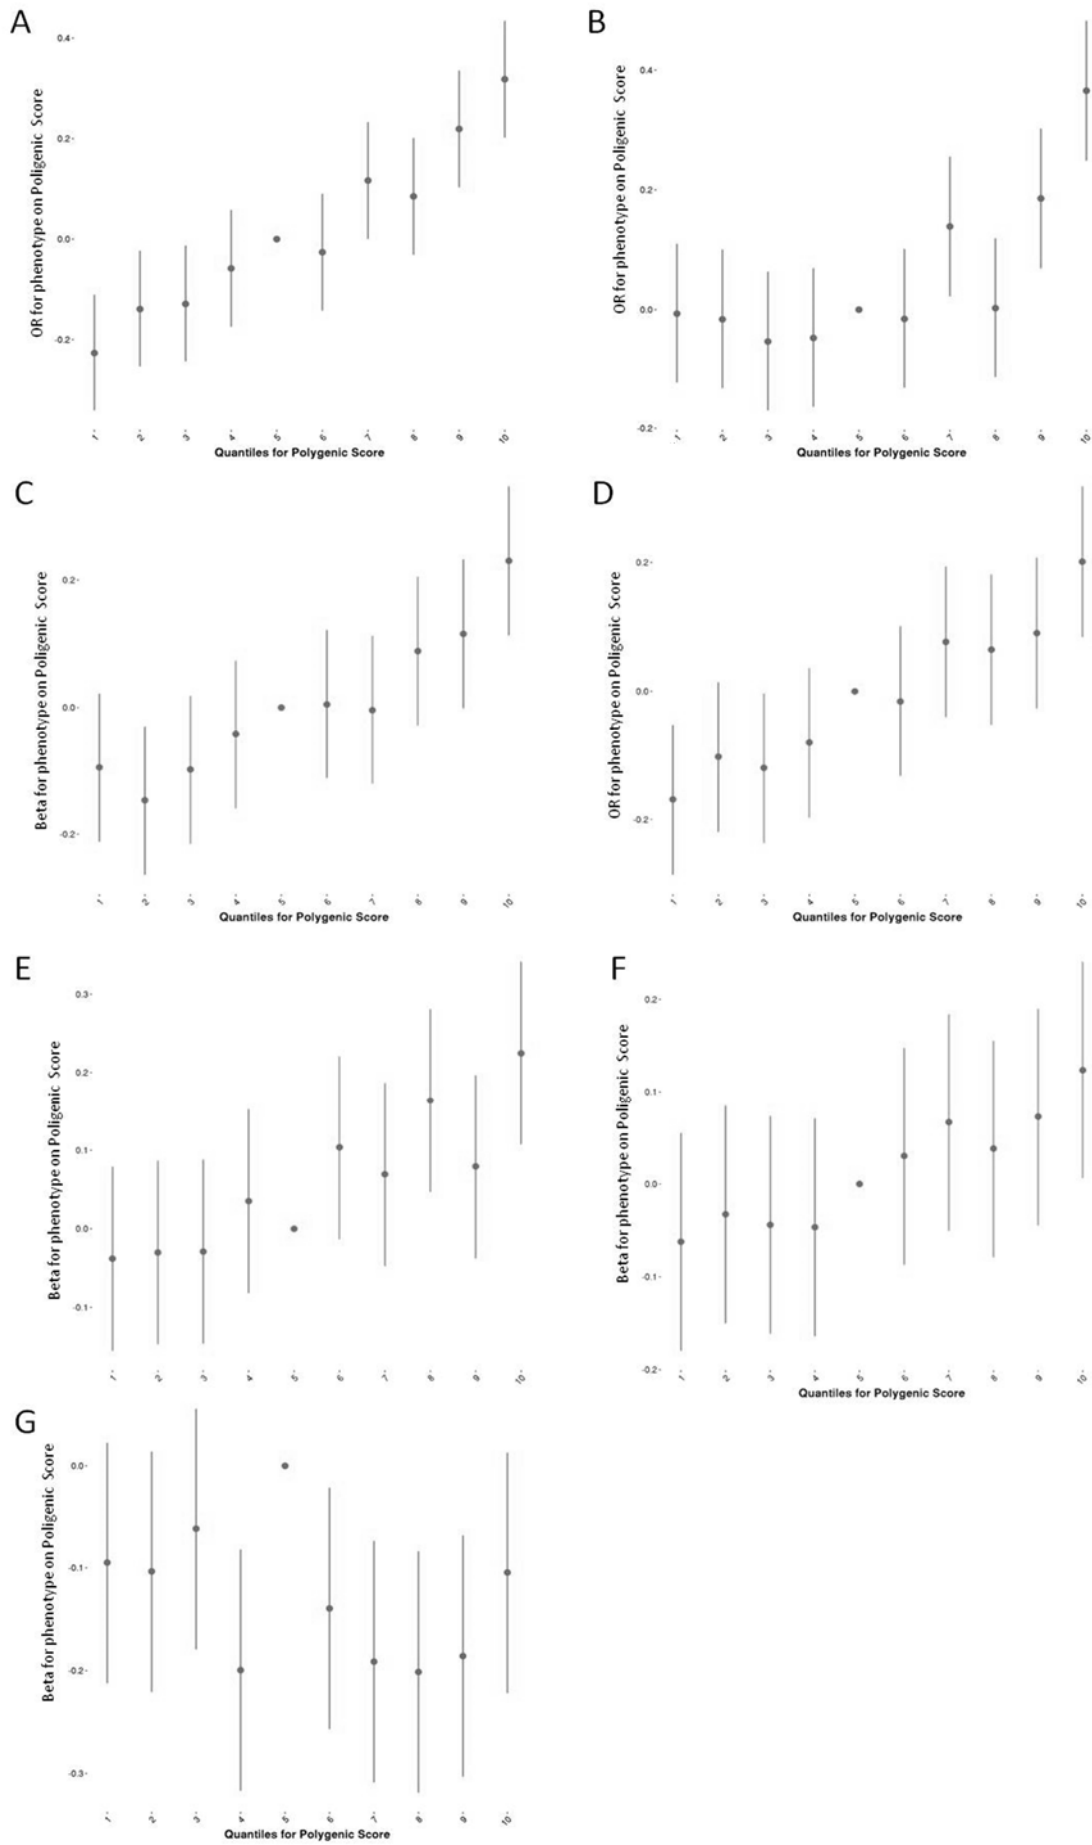 A
OR for phenotype on Poligenic Score
0.4
0.2
0.0
-0.2
1 2 3 4 5 6 7 8 9 10
Quantiles for Polygenic Score
B
OR for phenotype on Poligenic Score
0.4
0.2
0.0
-0.2
1 2 3 4 5 6 7 8 9 10
Quantiles for Polygenic Score
C
Beta for phenotype on Poligenic Score
0.2
0.0
-0.2
1 2 3 4 5 6 7 8 9 10
Quantiles for Polygenic Score
D
OR for phenotype on Poligenic Score
0.2
0.0
-0.2
1 2 3 4 5 6 7 8 9 10
Quantiles for Polygenic Score
E
Beta for phenotype on Poligenic Score
0.3
0.2
0.1
0.0
-0.1
1 2 3 4 5 6 7 8 9 10
F
Beta for phenotype on Poligenic Score
0.2
0.1
0.0
-0.1
-0.2
1 2 3 4 5 6 7 8 9 10
Quantiles for Polygenic Score
G
Beta for phenotype on Poligenic Score
0.0
-0.1
-0.2
-0.3
1 2 3 4 5 6 7 8 9 10
Quantiles for Polygenic Score